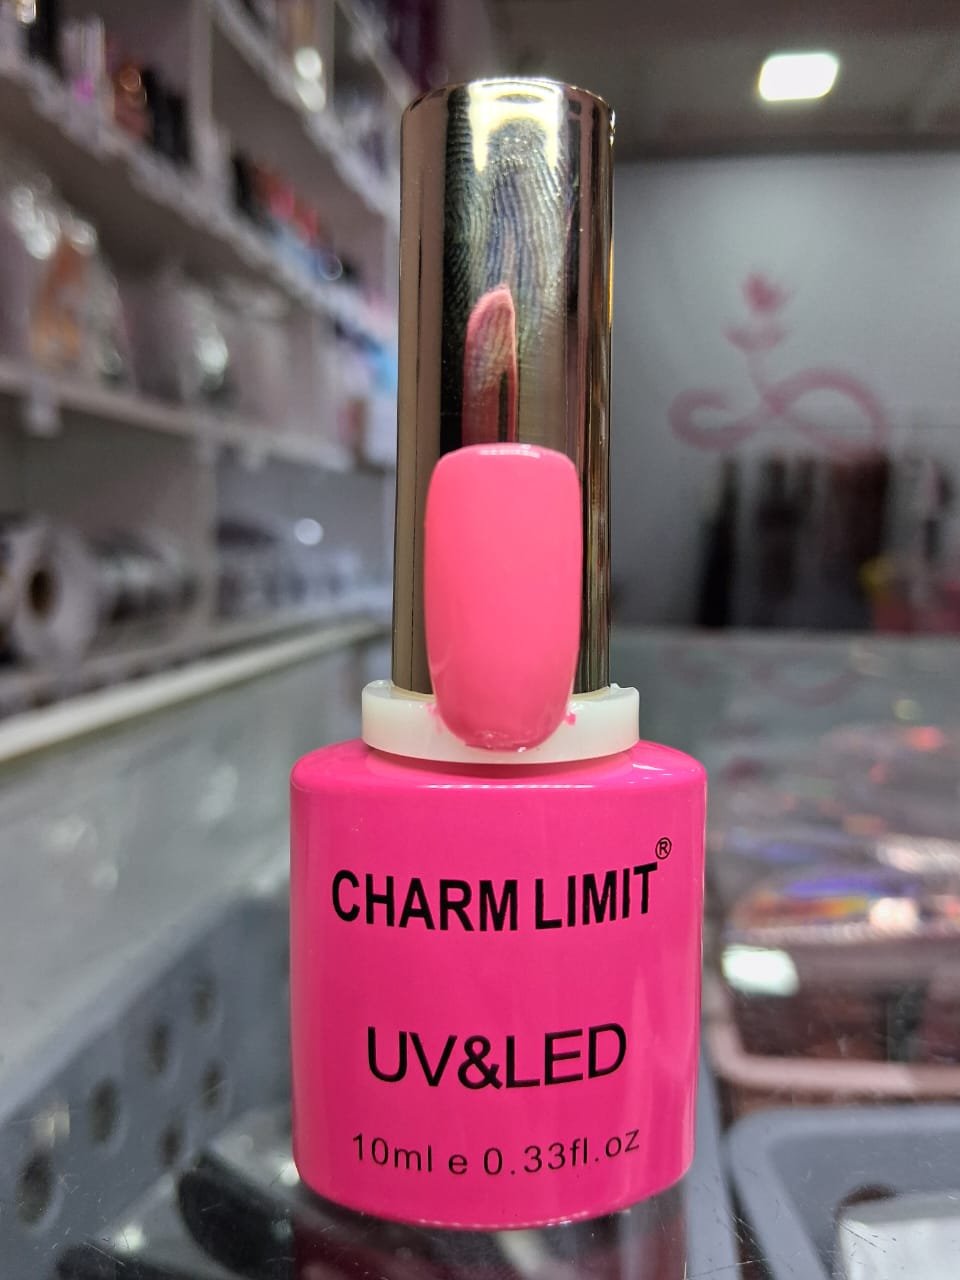 CHARM LIMIT®
UV&LED
10ml e 0.33fl.oz